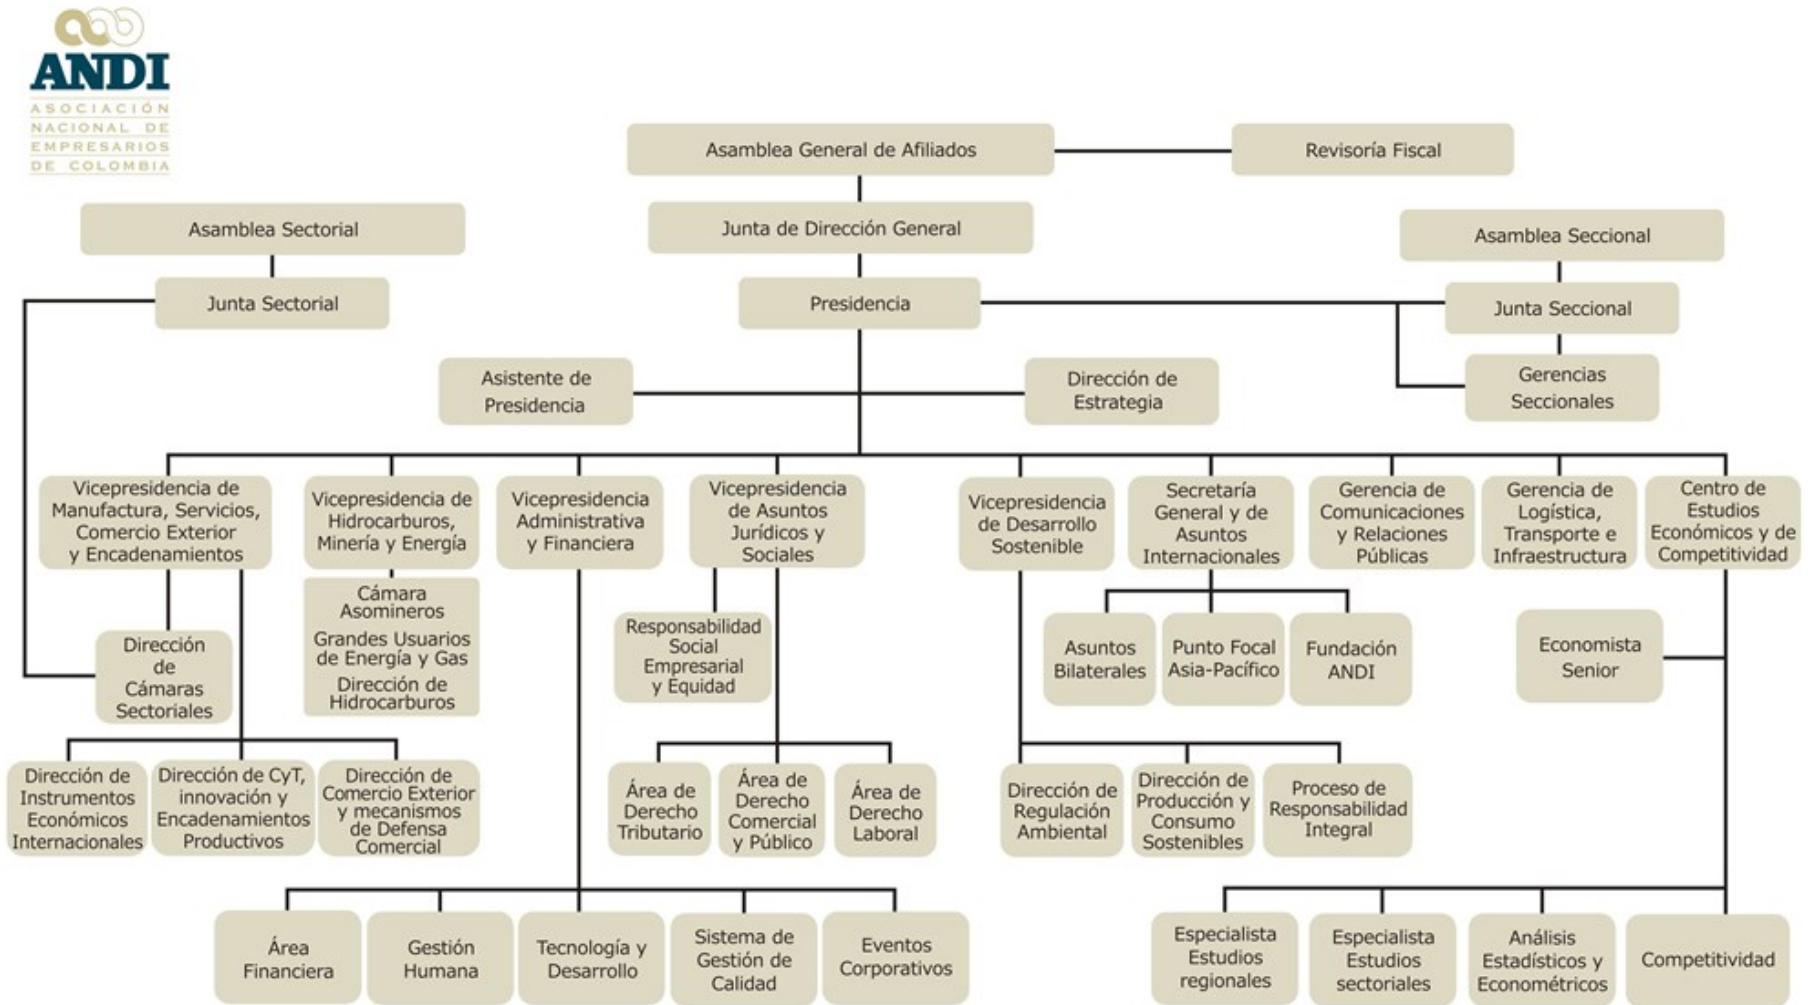 ANDI
ASOCIACIÓN
NACIONAL DE
EMPRESARIOS
DE COLOMBIA
Asamblea General de Afiliados
Revisoría Fiscal
Asamblea Sectorial
Junta de Dirección General
Asamblea Seccional
Junta Sectorial
Presidencia
Junta Seccional
Asistente de
Presidencia
Dirección de
Estrategia
Gerencias
Seccionales
Vicepresidencia de
Manufactura, Servicios,
Comercio Exterior
y Encadenamientos
Vicepresidencia de
Hidrocarburos,
Minería y Energía
Vicepresidencia
Administrativa
y Financiera
Vicepresidencia
de Asuntos
Jurídicos y
Sociales
Vicepresidencia
de Desarrollo
Sostenible
Secretaría
General y de
Asuntos
Internacionales
Gerencia de
Comunicaciones
y Relaciones
Públicas
Gerencia de
Logística,
Transporte e
Infraestructura
Centro de
Estudios
Económicos y de
Competitividad
Dirección
de
Cámaras
Sectoriales
Cámara
Asomineros
Grandes Usuarios
de Energía y Gas
Dirección de
Hidrocarburos
Responsabilidad
Social
Empresarial
y Equidad
Asuntos
Bilaterales
Punto Focal
Asia-Pacífico
Fundación
ANDI
Economista
Senior
Dirección de
Instrumentos
Económicos
Internacionales
Dirección de CyT,
innovación y
Encadenamientos
Productivos
Dirección de
Comercio Exterior
y mecanismos
de Defensa
Comercial
Área de
Derecho
Tributario
Área de
Derecho
Comercial
y Público
Área de
Derecho
Laboral
Dirección de
Regulación
Ambiental
Dirección de
Producción y
Consumo
Sostenibles
Proceso de
Responsabilidad
Integral
Área
Financiera
Gestión
Humana
Tecnología y
Desarrollo
Sistema de
Gestión de
Calidad
Eventos
Corporativos
Especialista
Estudios
regionales
Especialista
Estudios
sectoriales
Análisis
Estadísticos y
Econométricos
Competitividad